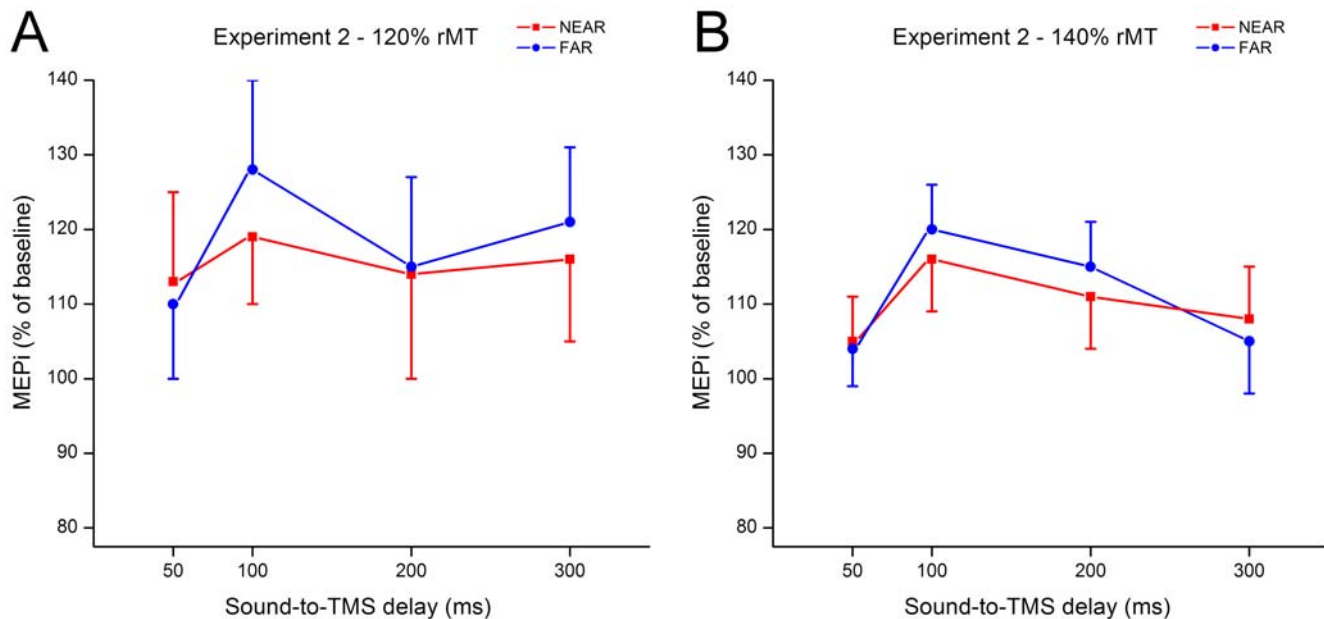 A
Experiment 2 - 120% rMT
NEAR
FAR
140
130
120
110
100
90
80
MEPi (% of baseline)
50 100 200 300
Sound-to-TMS delay (ms)
B
Experiment 2 - 140% rMT
NEAR
FAR
140
130
120
110
100
90
80
MEPi (% of baseline)
50 100 200 300
Sound-to-TMS delay (ms)